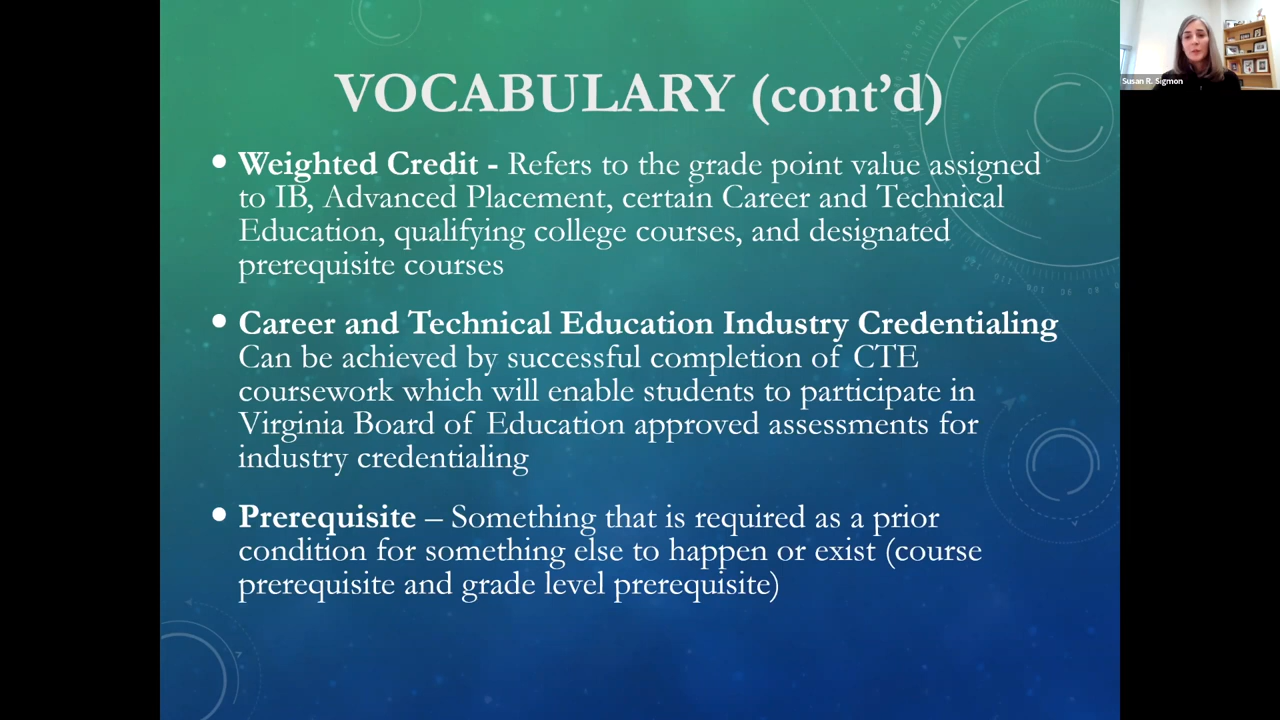 VOCABULARY (cont’d)
• Weighted Credit - Refers to the grade point value assigned
to IB, Advanced Placement, certain Career and Technical
Education, qualifying college courses, and designated
prerequisite courses
• Career and Technical Education Industry Credentialing
Can be achieved by successful completion of CTE
coursework which will enable students to participate in
Virginia Board of Education approved assessments for
industry credentialing
• Prerequisite – Something that is required as a prior
condition for something else to happen or exist (course
prerequisite and grade level prerequisite)
Susan R. Sigmon